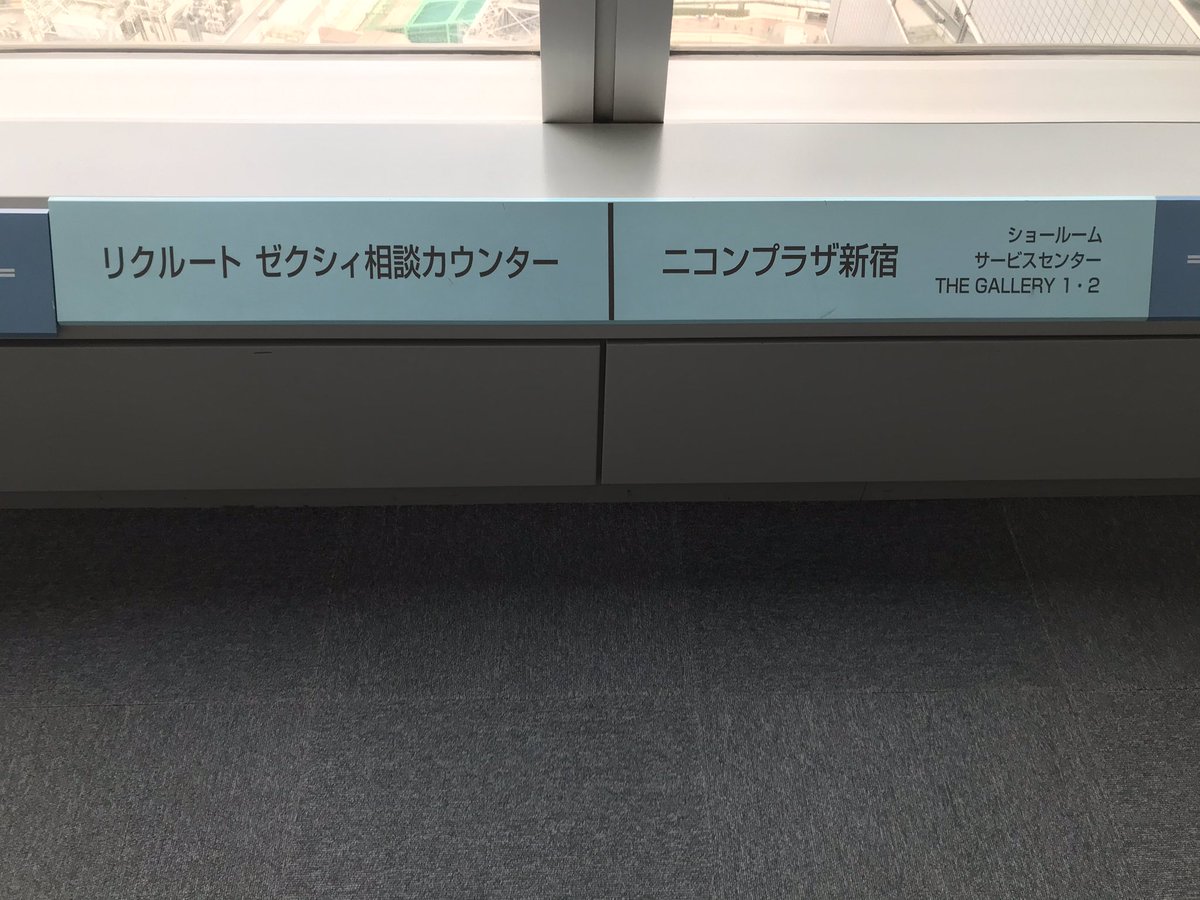 リクルート ゼクシィ相談カウンター
ニコンプラザ新宿
ショールーム
サービスセンター
THE GALLERY 1・2